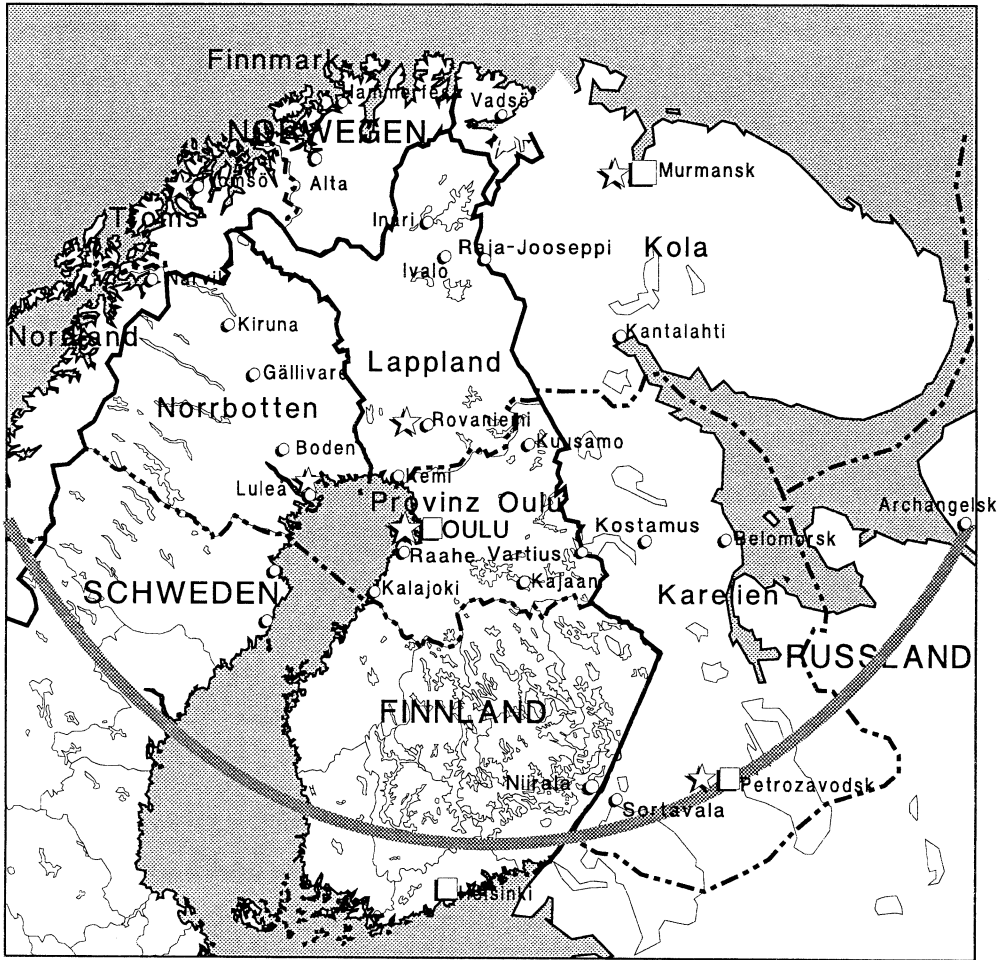 Finnmark
Hammerfest
Vadsö
NORWEGEN
Murmansk
Tromsö
Alta
Troms
Inari
Raja-Jooseppi
Kola
Ivalo
Narvik
Kiruna
Nordland
Kantalahti
Lappland
Gällivare
Norrbotten
Rovaniemi
Kuusamo
Boden
Kemi
Luleå
Provinz Oulu
Archangelsk
OULU
Kostamus
Belomorsk
Raahe
Vartius
Kajaani
Kalajoki
SCHWEDEN
Karelien
RUSSLAND
FINNLAND
Niirala
Petrozavodsk
Sortavala
Helsinki